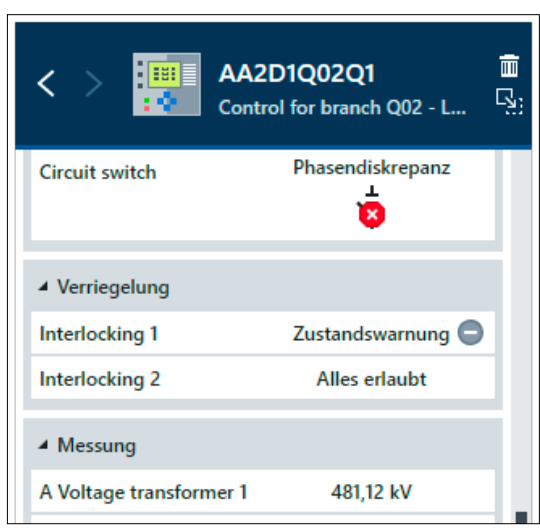 AA2D1Q02Q1
Control for branch Q02 - L...
Circuit switch Phasendiskrepanz
Verriegelung
Interlocking 1 Zustandswarnung
Interlocking 2 Alles erlaubt
Messung
A Voltage transformer 1 481,12 kV